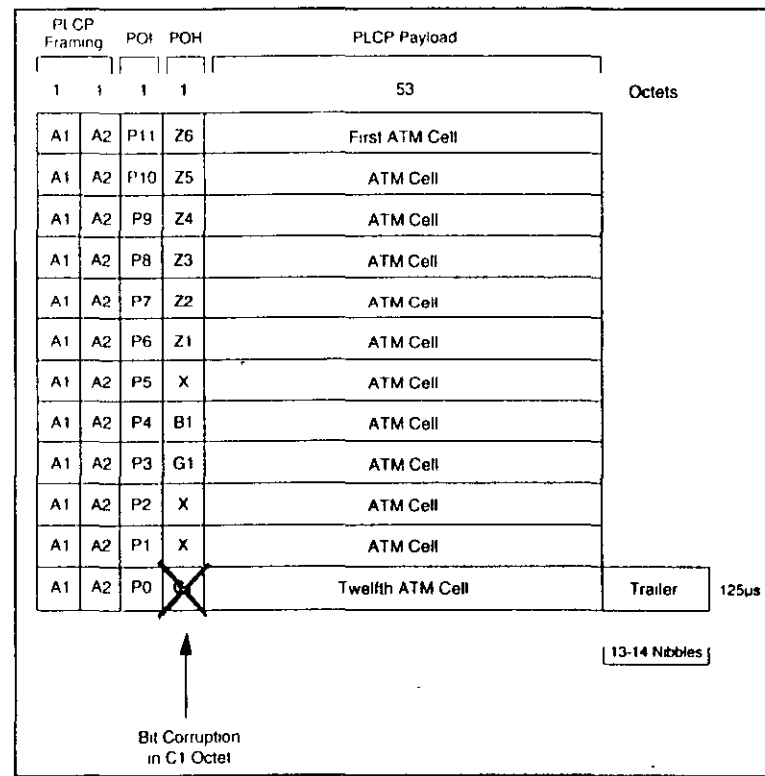 PLCP
Framing POI POH PLCP Payload
1 1 1 1 53 Octets
A1 A2 P11 Z6 First ATM Cell
A1 A2 P10 Z5 ATM Cell
A1 A2 P9 Z4 ATM Cell
A1 A2 P8 Z3 ATM Cell
A1 A2 P7 Z2 ATM Cell
A1 A2 P6 Z1 ATM Cell
A1 A2 P5 X ATM Cell
A1 A2 P4 B1 ATM Cell
A1 A2 P3 G1 ATM Cell
A1 A2 P2 X ATM Cell
A1 A2 P1 X ATM Cell
A1 A2 P0 Twelfth ATM Cell Trailer 125µs
13-14 Nibbles
Bit Corruption
in C1 Octet